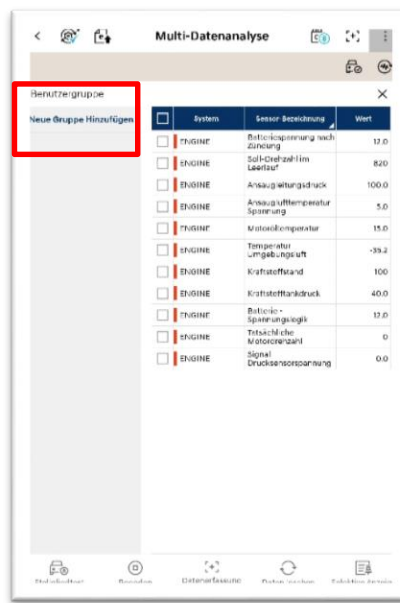 Multi-Datenanalyse
Benutzergruppe
Neue Gruppe Hinzufügen
System Sensor-Bezeichnung Wert
ENGINE Batteriespannung nach Zündung 12.0
ENGINE Soll-Drehzahl im Leerlauf 820
ENGINE Ansaugleitungsdruck 100.0
ENGINE Ansauglufttemperatur Spannung 5.0
ENGINE Motoröltemperatur 15.0
ENGINE Temperatur Umgebungsluft -35.2
ENGINE Kraftstoffstand 100
ENGINE Kraftstofftankdruck 40.0
ENGINE Batterie - Spannungslogik 12.0
ENGINE Tatsächliche Motordrehzahl 0
ENGINE Signal Drucksensorspannung 0.0
Datenerfassung